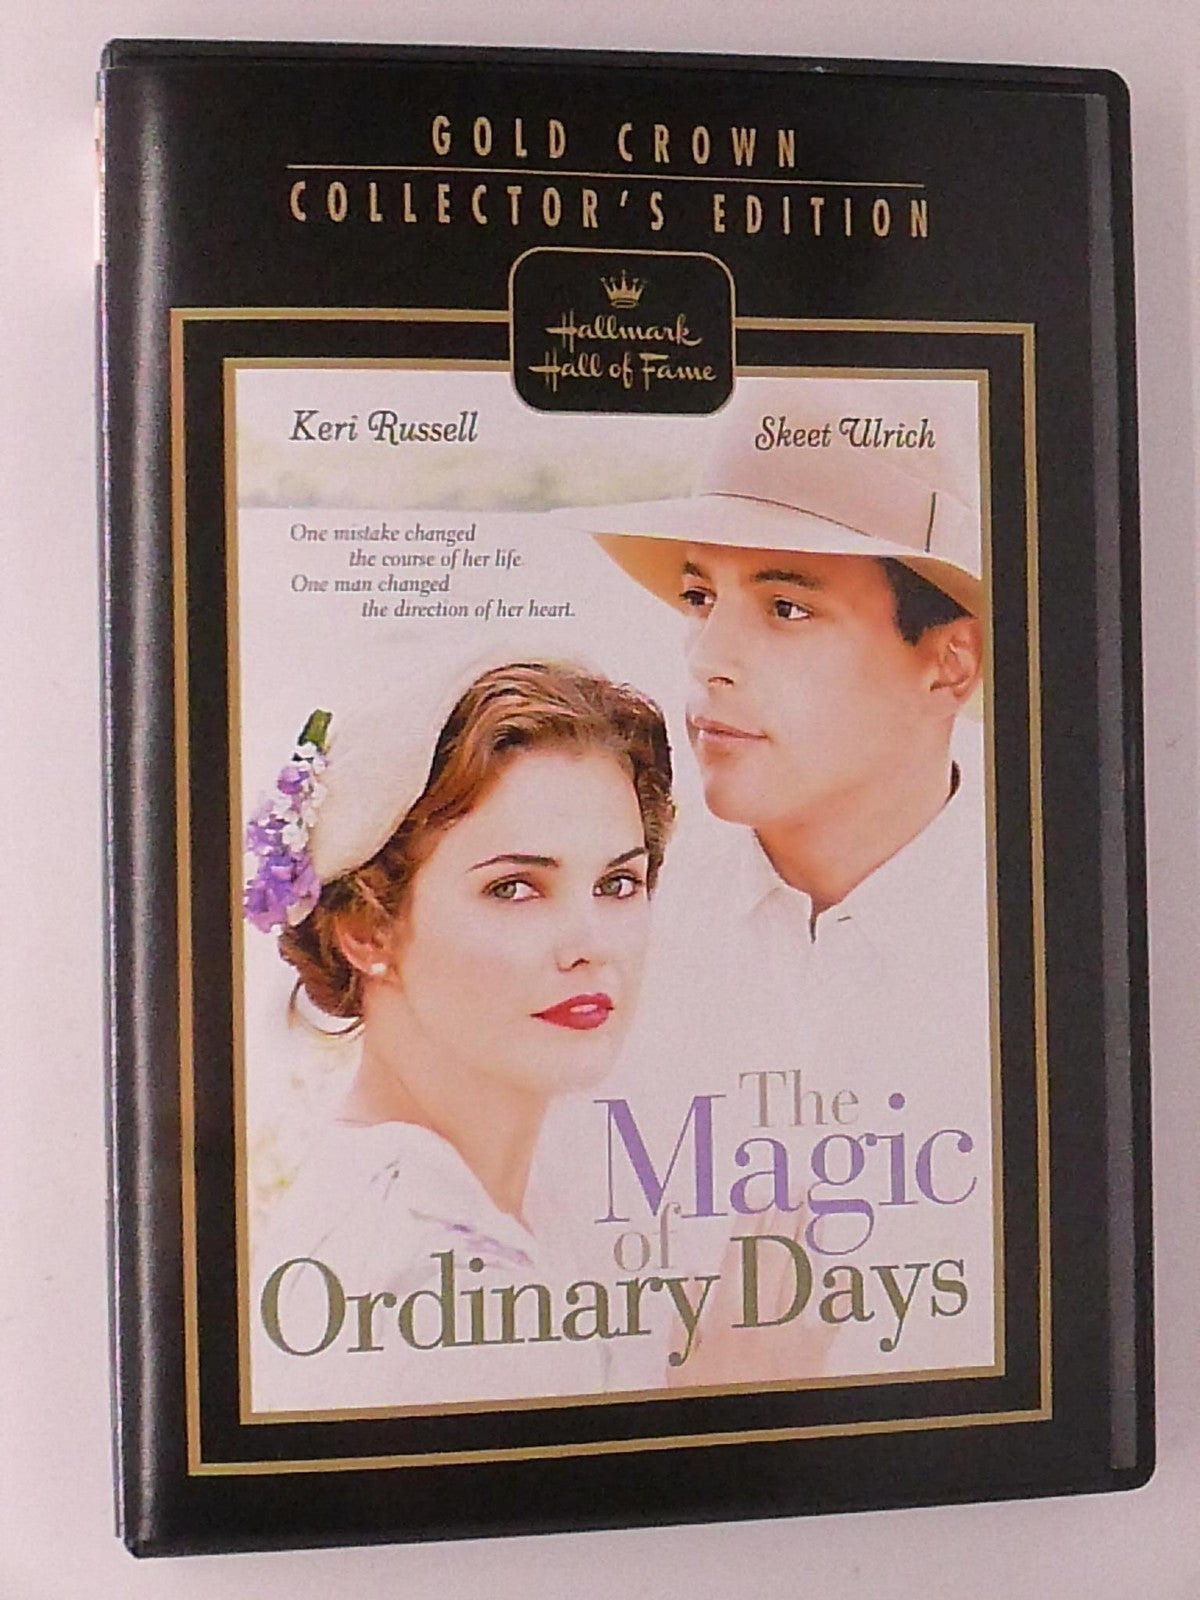 GOLD CROWN
COLLECTOR'S EDITION
Hallmark
Hall of Fame
Keri Russell
Skeet Ulrich
One mistake changed
the course of her life.
One man changed
the direction of her heart.
The
Magic
of
Ordinary Days